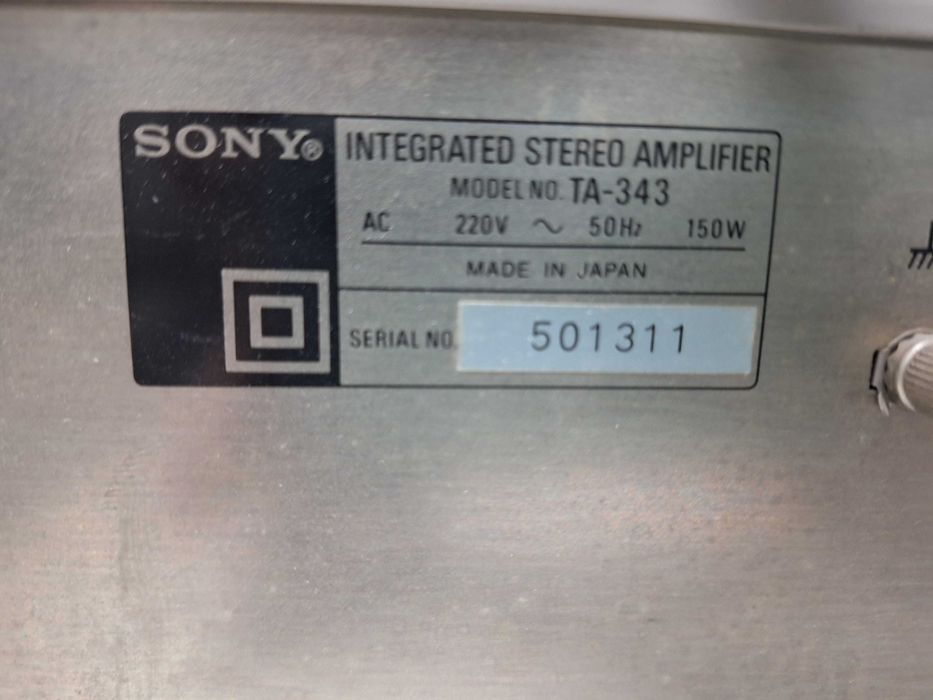 SONY®
INTEGRATED STEREO AMPLIFIER
MODEL NO. TA-343
AC 220V ~ 50Hz 150W
MADE IN JAPAN
SERIAL NO. 501311